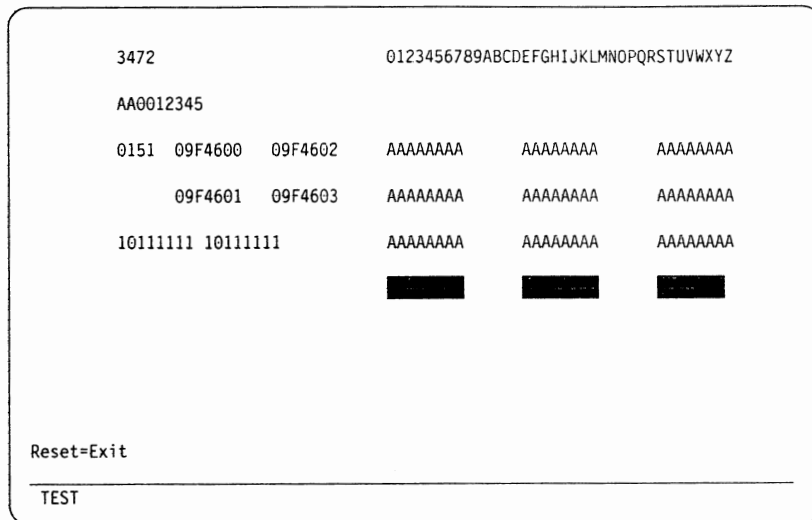 3472 0123456789ABCDEFGHIJKLMNOPQRSTUVWXYZ
AA0012345
0151 09F4600 09F4602 AAAAAAAA AAAAAAAA AAAAAAAA
09F4601 09F4603 AAAAAAAA AAAAAAAA AAAAAAAA
10111111 10111111 AAAAAAAA AAAAAAAA AAAAAAAA
Reset=Exit
TEST